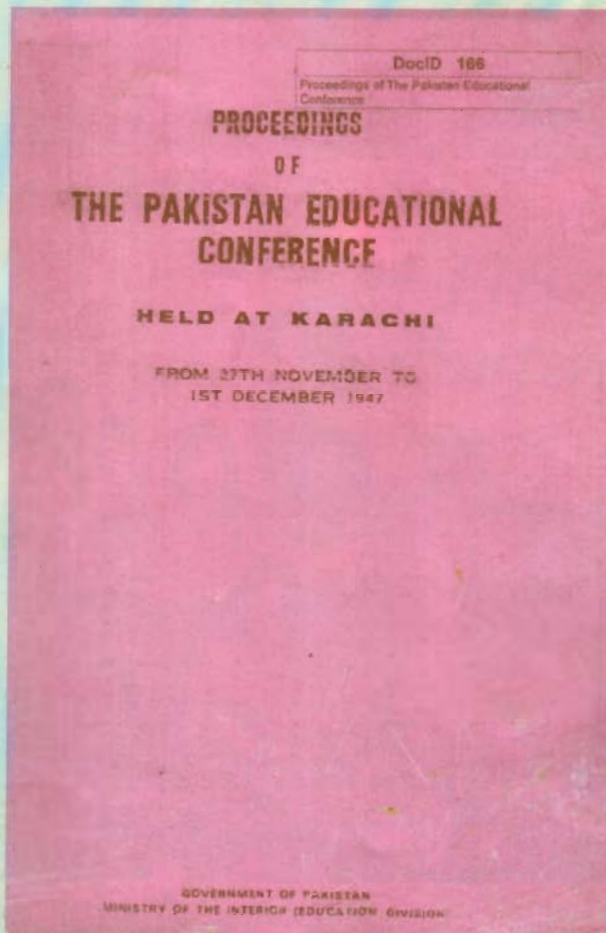 DocID 166
Proceedings of The Pakistan Educational
Conference
PROCEEDINGS
OF
THE PAKISTAN EDUCATIONAL
CONFERENCE
HELD AT KARACHI
FROM 27TH NOVEMBER TO
1ST DECEMBER 1947
GOVERNMENT OF PAKISTAN
MINISTRY OF THE INTERIOR (EDUCATION DIVISION)